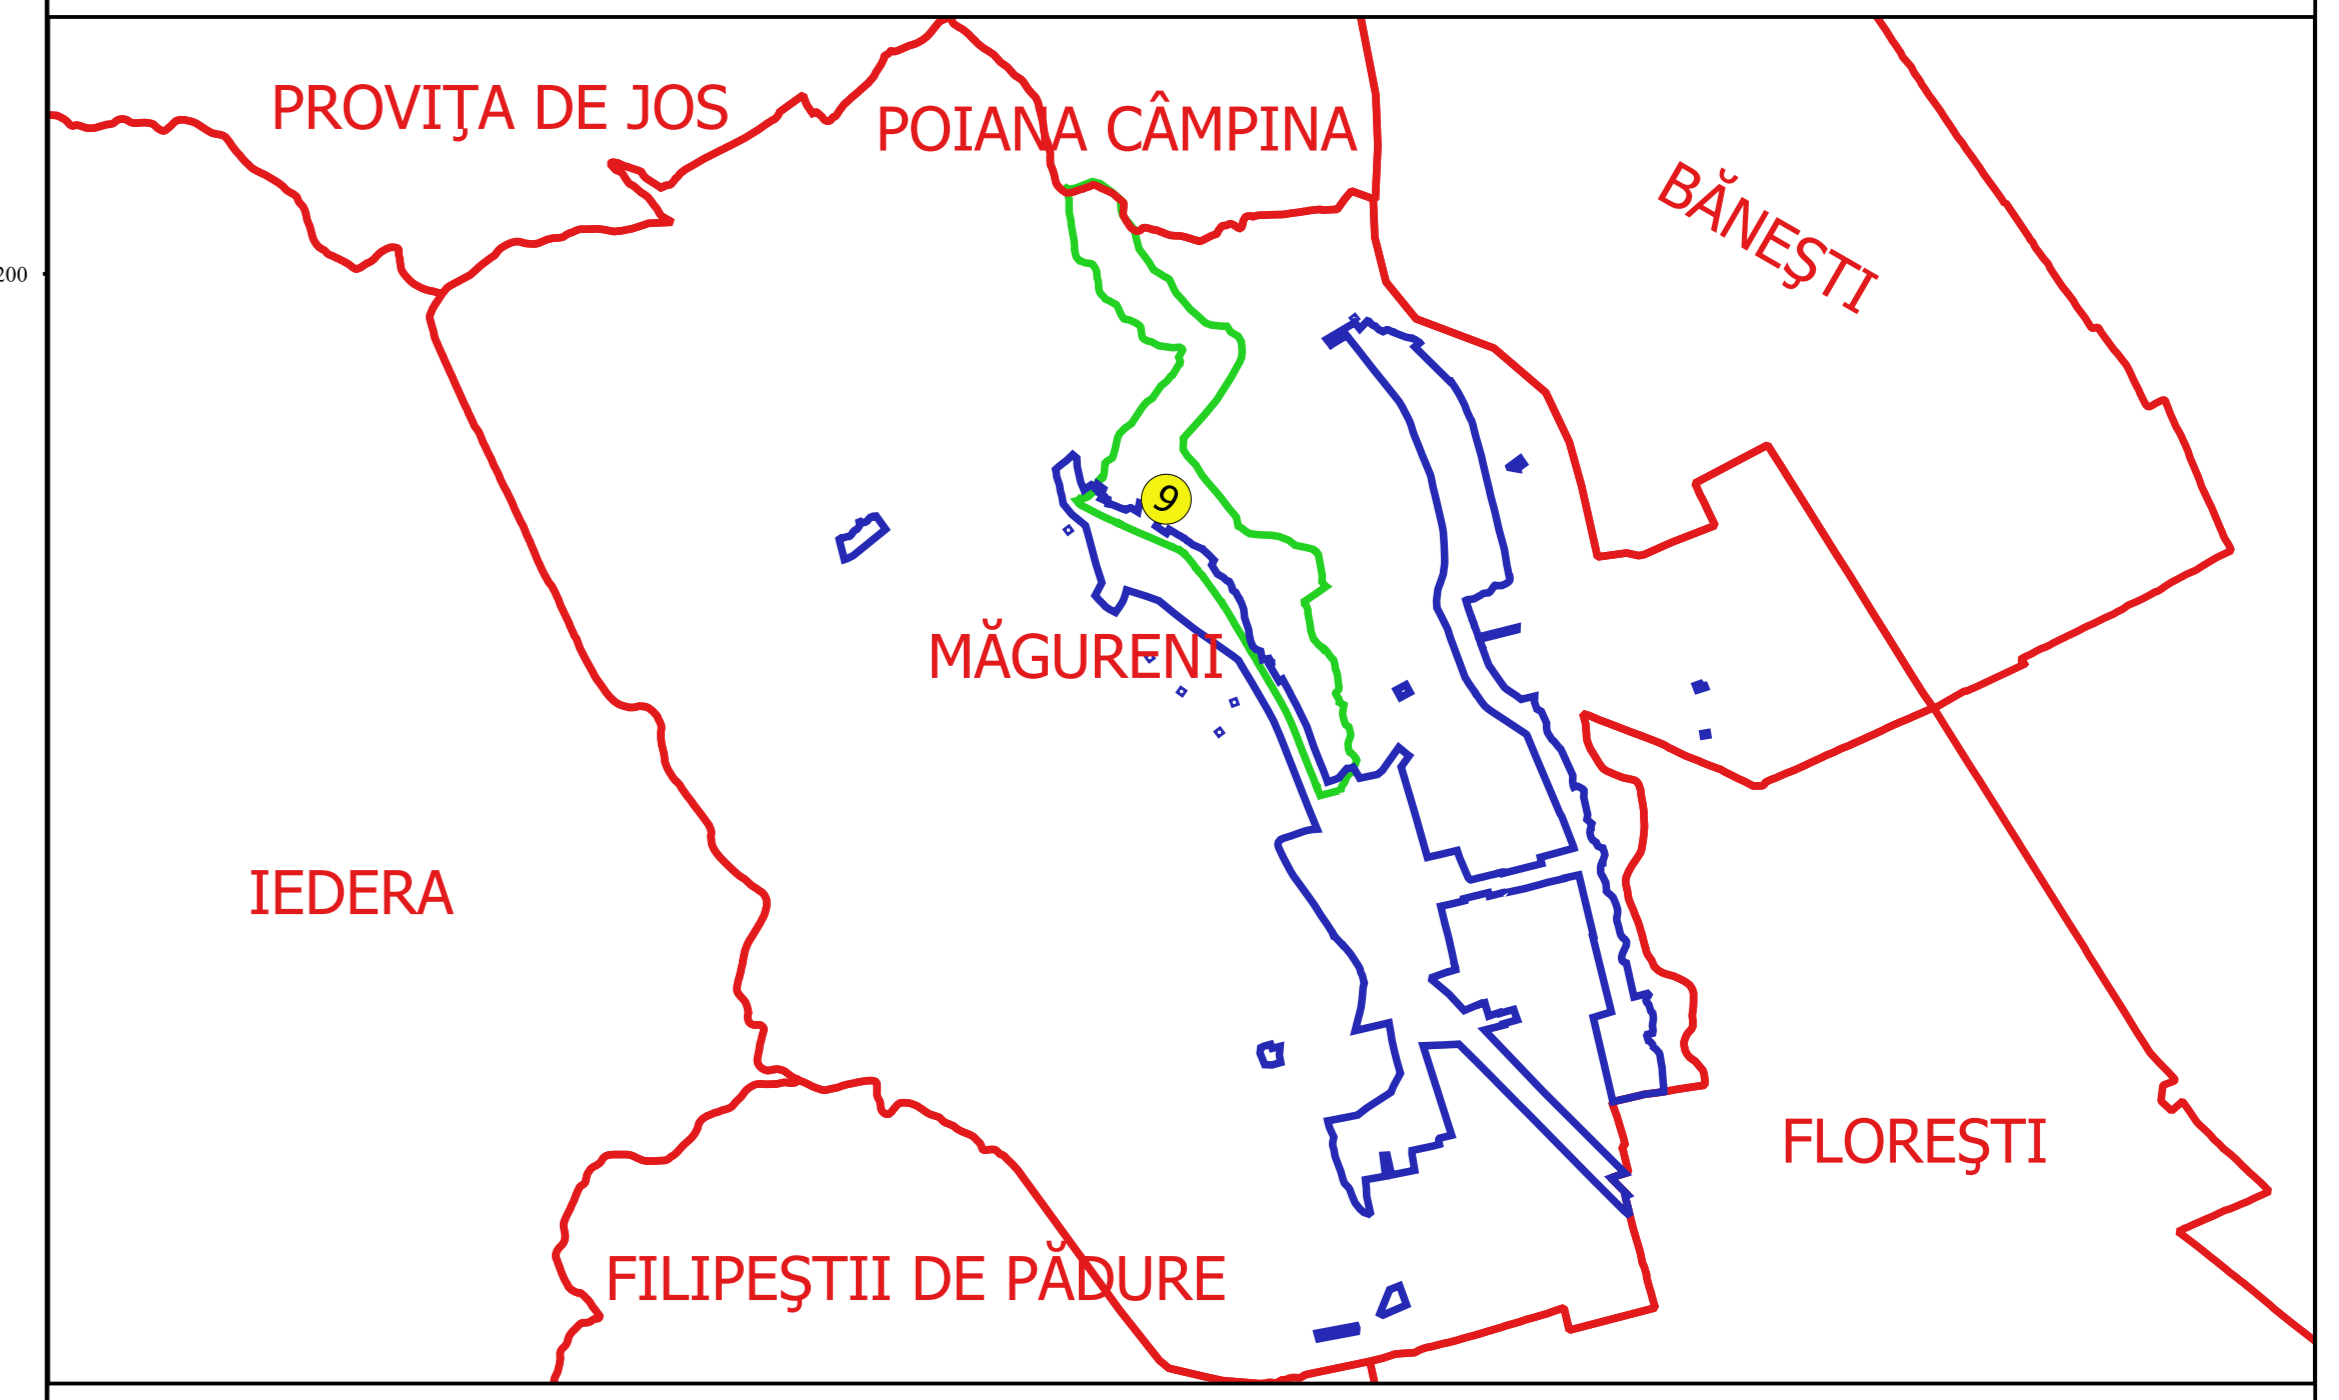 PROVIŢA DE JOS
POIANA CÂMPINA
BĂNEŞTI
200
9
MĂGURENI
IEDERA
FLOREŞTI
FILIPEŞTII DE PĂDURE